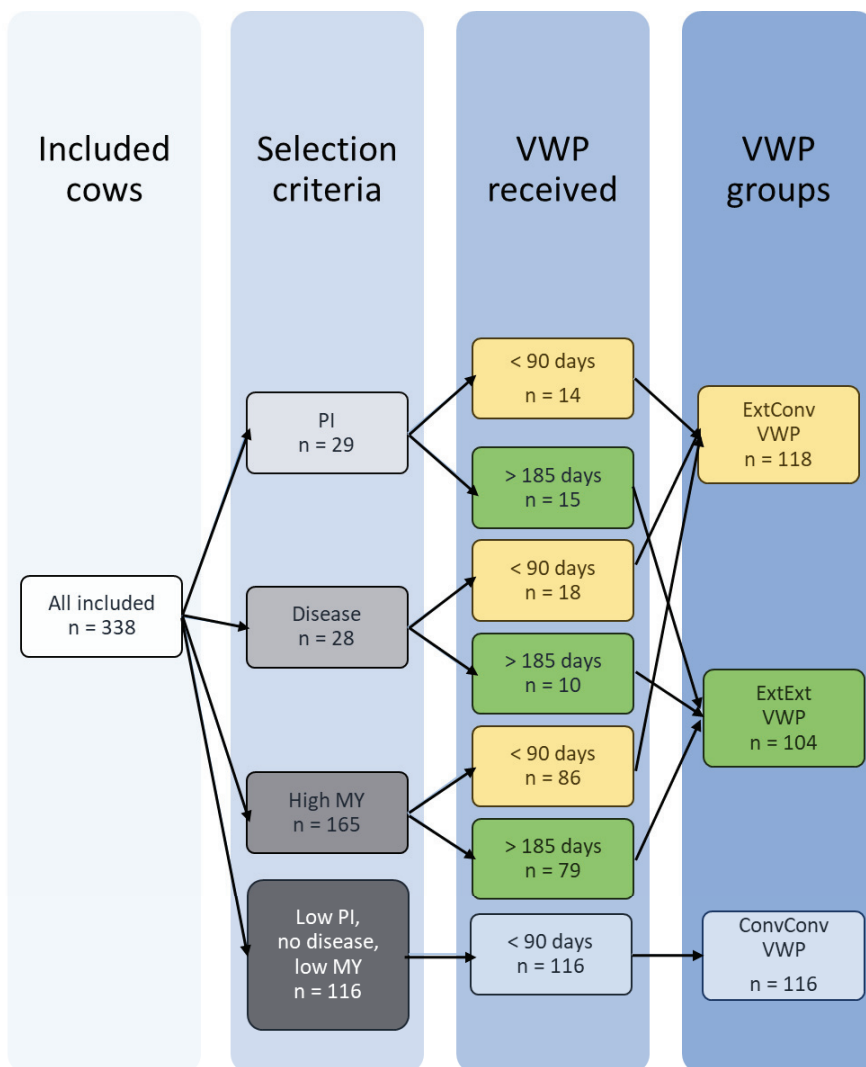 Included
cows
Selection
criteria
VWP
received
VWP
groups
All included
n = 338
PI
n = 29
Disease
n = 28
High MY
n = 165
Low PI,
no disease,
low MY
n = 116
< 90 days
n = 14
> 185 days
n = 15
< 90 days
n = 18
> 185 days
n = 10
< 90 days
n = 86
> 185 days
n = 79
< 90 days
n = 116
ExtConv
VWP
n = 118
ExtExt
VWP
n = 104
ConvConv
VWP
n = 116